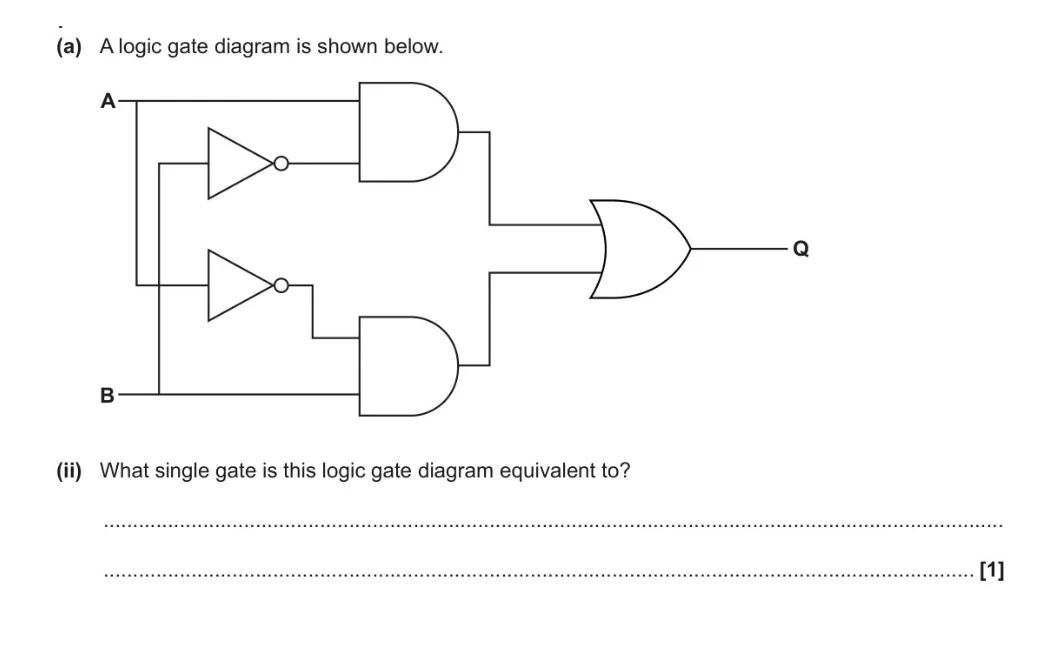 (a) A logic gate diagram is shown below.
A
Q
B
(ii) What single gate is this logic gate diagram equivalent to?
................................................................................
................................................................................ [1]